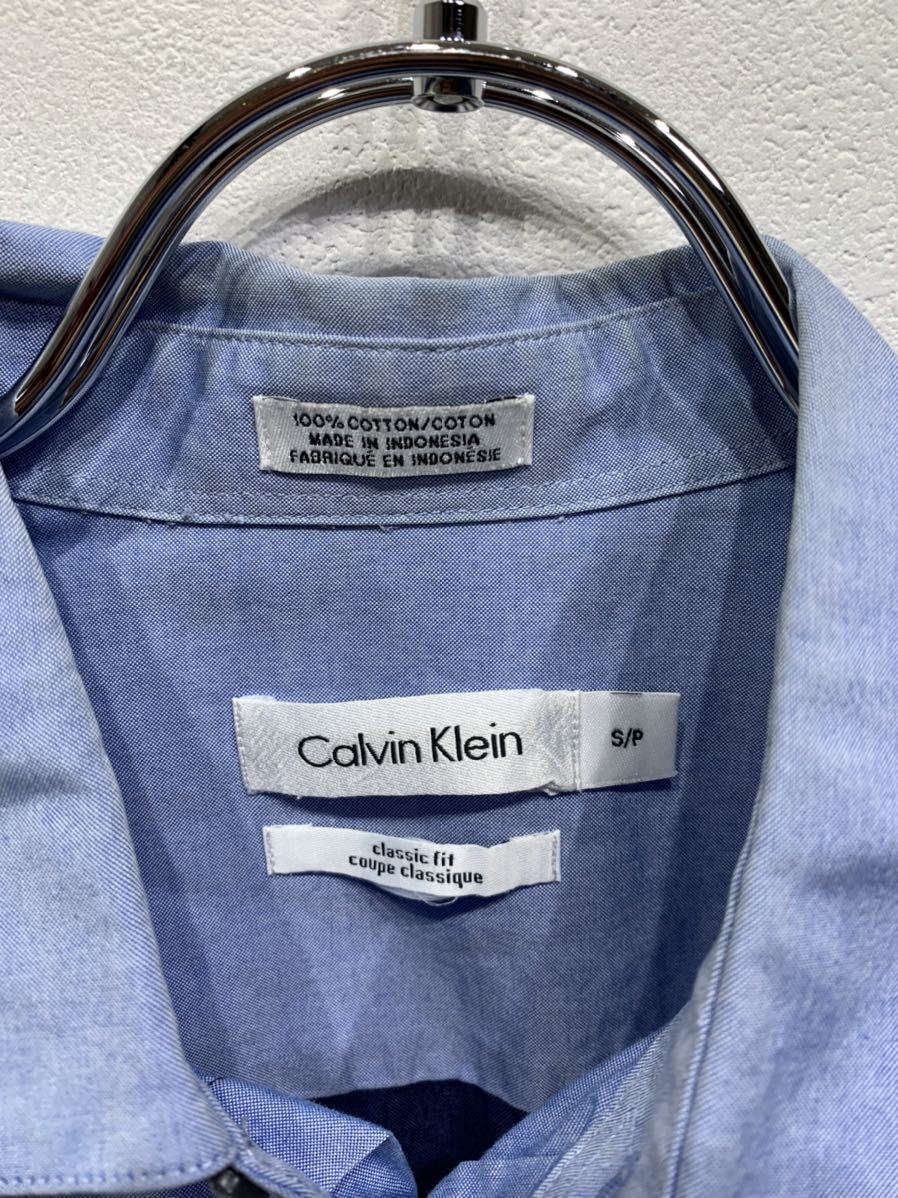 100% COTTON/COTON
MADE IN INDONESIA
FABRIQUÉ EN INDONÉSIE
Calvin Klein
S/P
classic fit
coupe classique